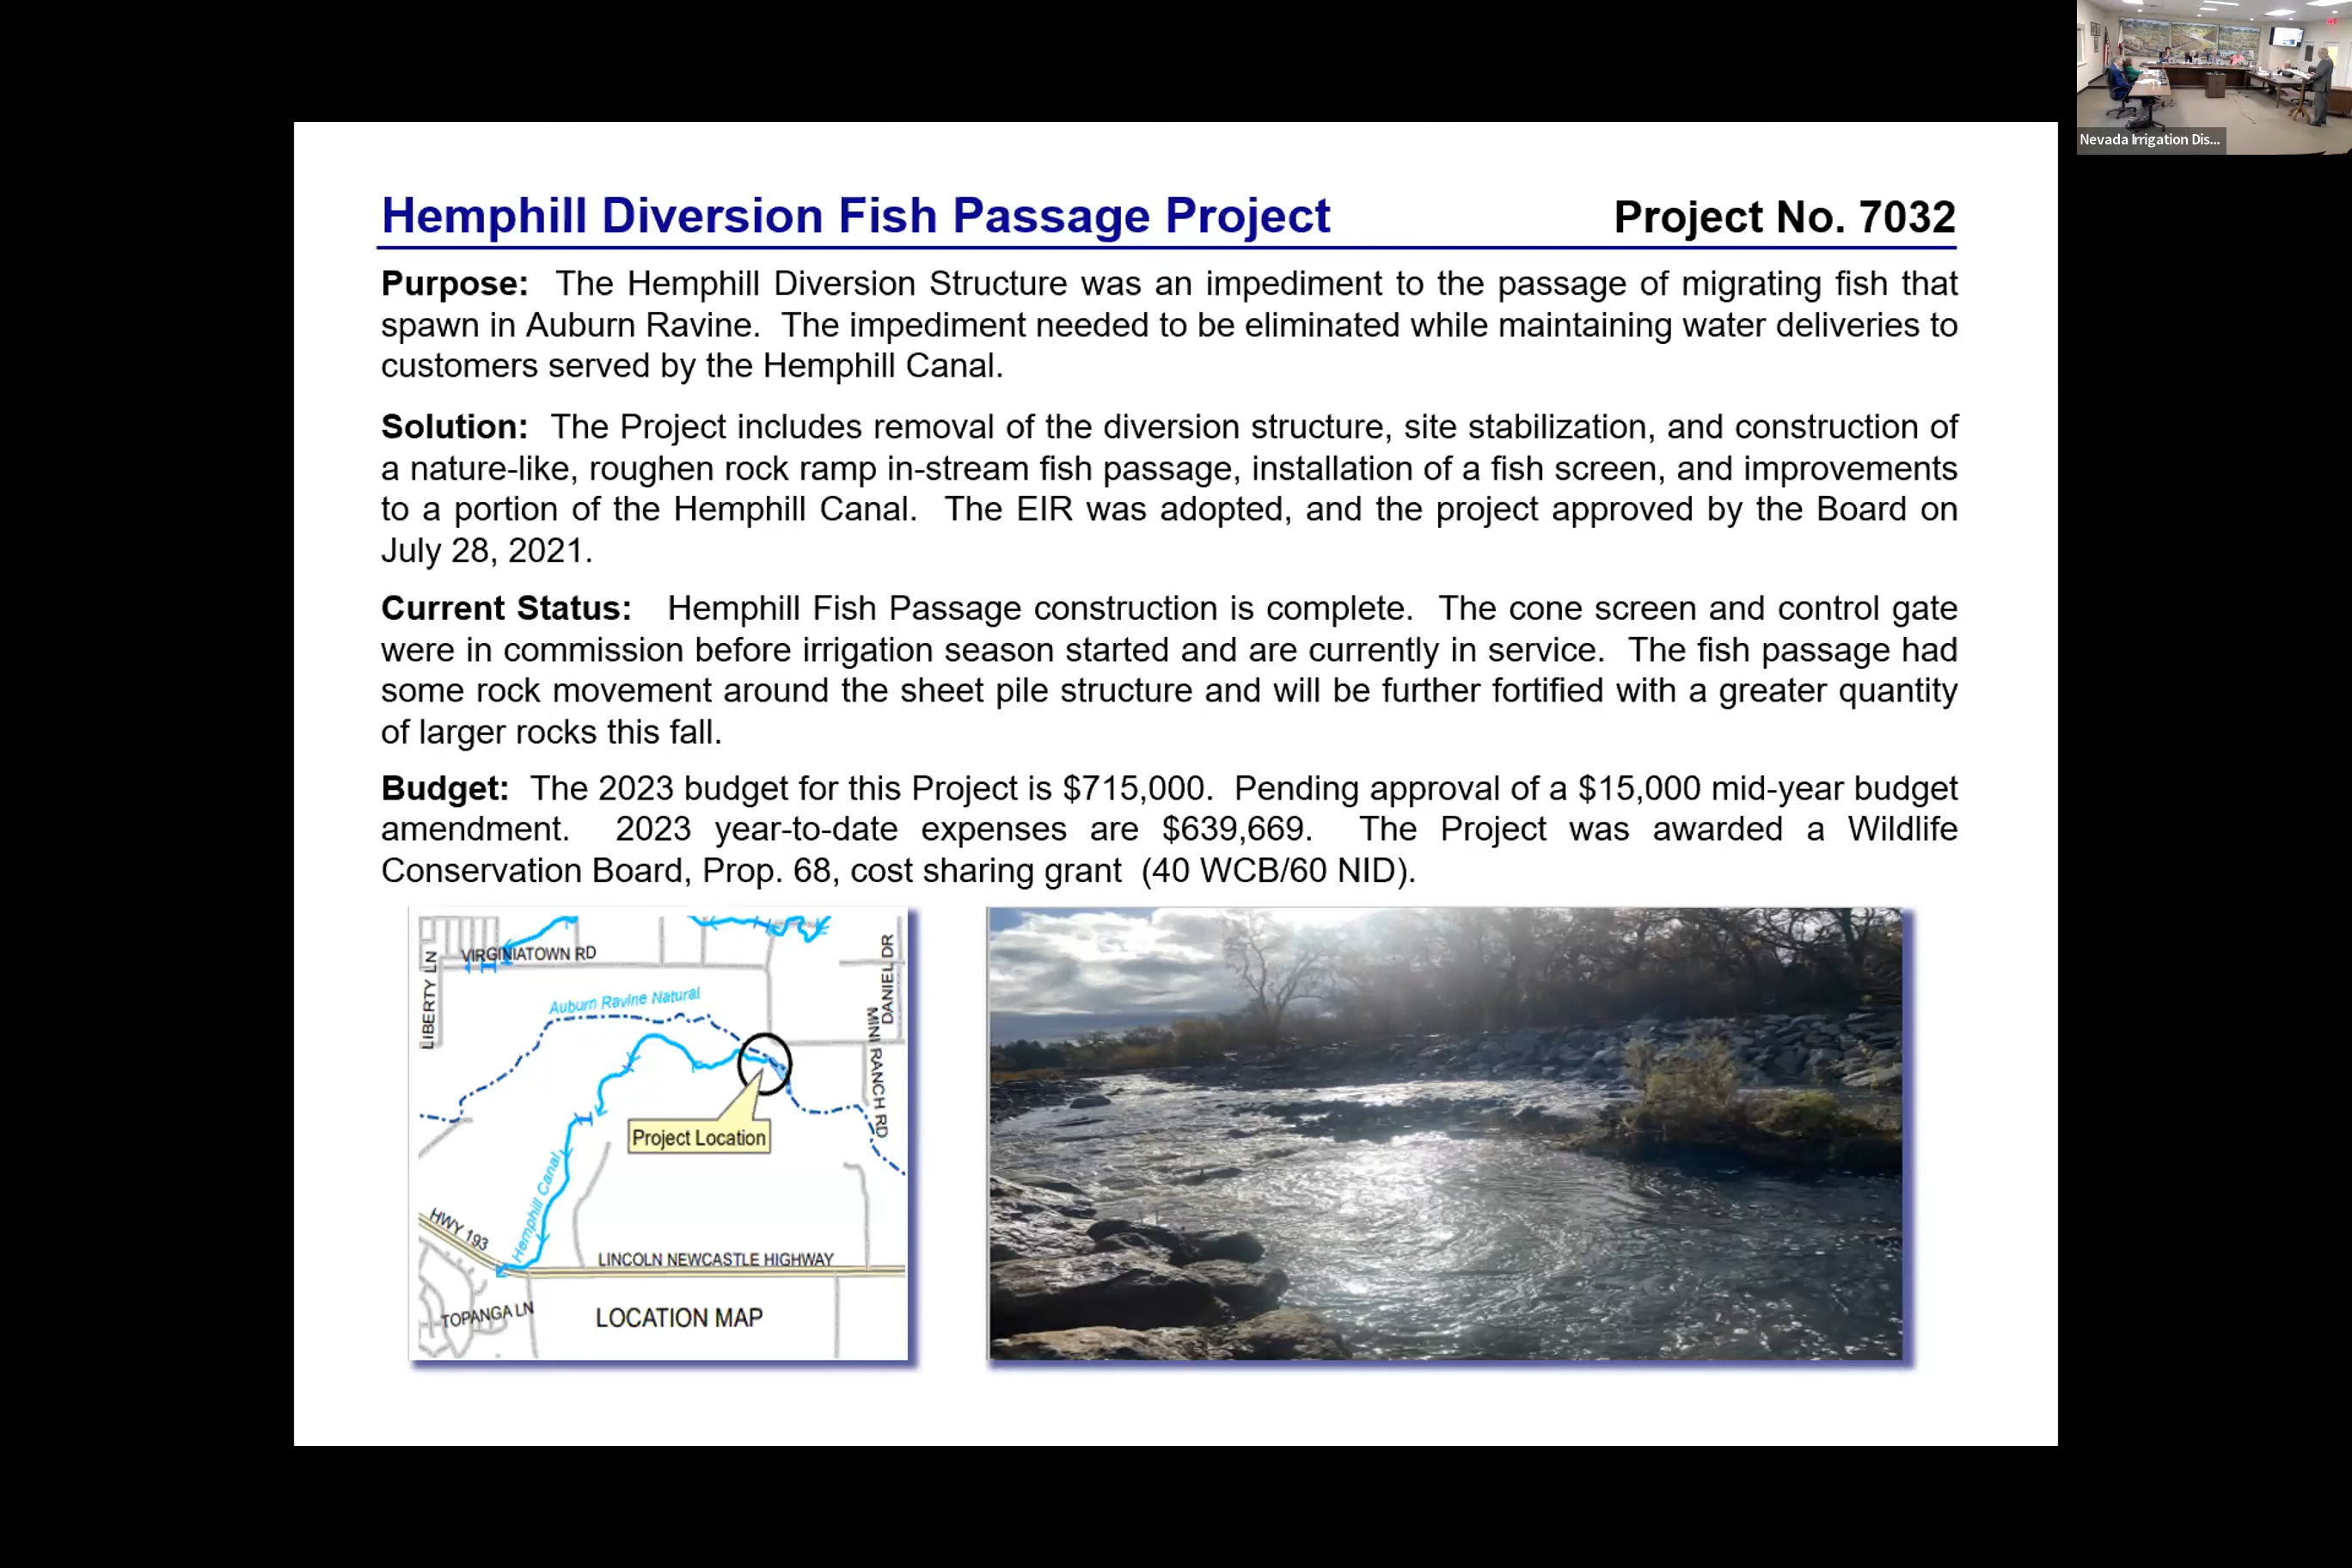 Nevada Irrigation Dis...
Hemphill Diversion Fish Passage Project
Project No. 7032
Purpose: The Hemphill Diversion Structure was an impediment to the passage of migrating fish that
spawn in Auburn Ravine. The impediment needed to be eliminated while maintaining water deliveries to
customers served by the Hemphill Canal.
Solution: The Project includes removal of the diversion structure, site stabilization, and construction of
a nature-like, roughen rock ramp in-stream fish passage, installation of a fish screen, and improvements
to a portion of the Hemphill Canal. The EIR was adopted, and the project approved by the Board on
July 28, 2021.
Current Status: Hemphill Fish Passage construction is complete. The cone screen and control gate
were in commission before irrigation season started and are currently in service. The fish passage had
some rock movement around the sheet pile structure and will be further fortified with a greater quantity
of larger rocks this fall.
Budget: The 2023 budget for this Project is $715,000. Pending approval of a $15,000 mid-year budget
amendment. 2023 year-to-date expenses are $639,669. The Project was awarded a Wildlife
Conservation Board, Prop. 68, cost sharing grant (40 WCB/60 NID).
VIRGINIATOWN RD
LIBERTY LN
DANIEL DR
Auburn Ravine Natural
MINI RANCH RD
Project Location
Hemphill Canal
HWY 193
LINCOLN NEWCASTLE HIGHWAY
TOPANGA LN
LOCATION MAP